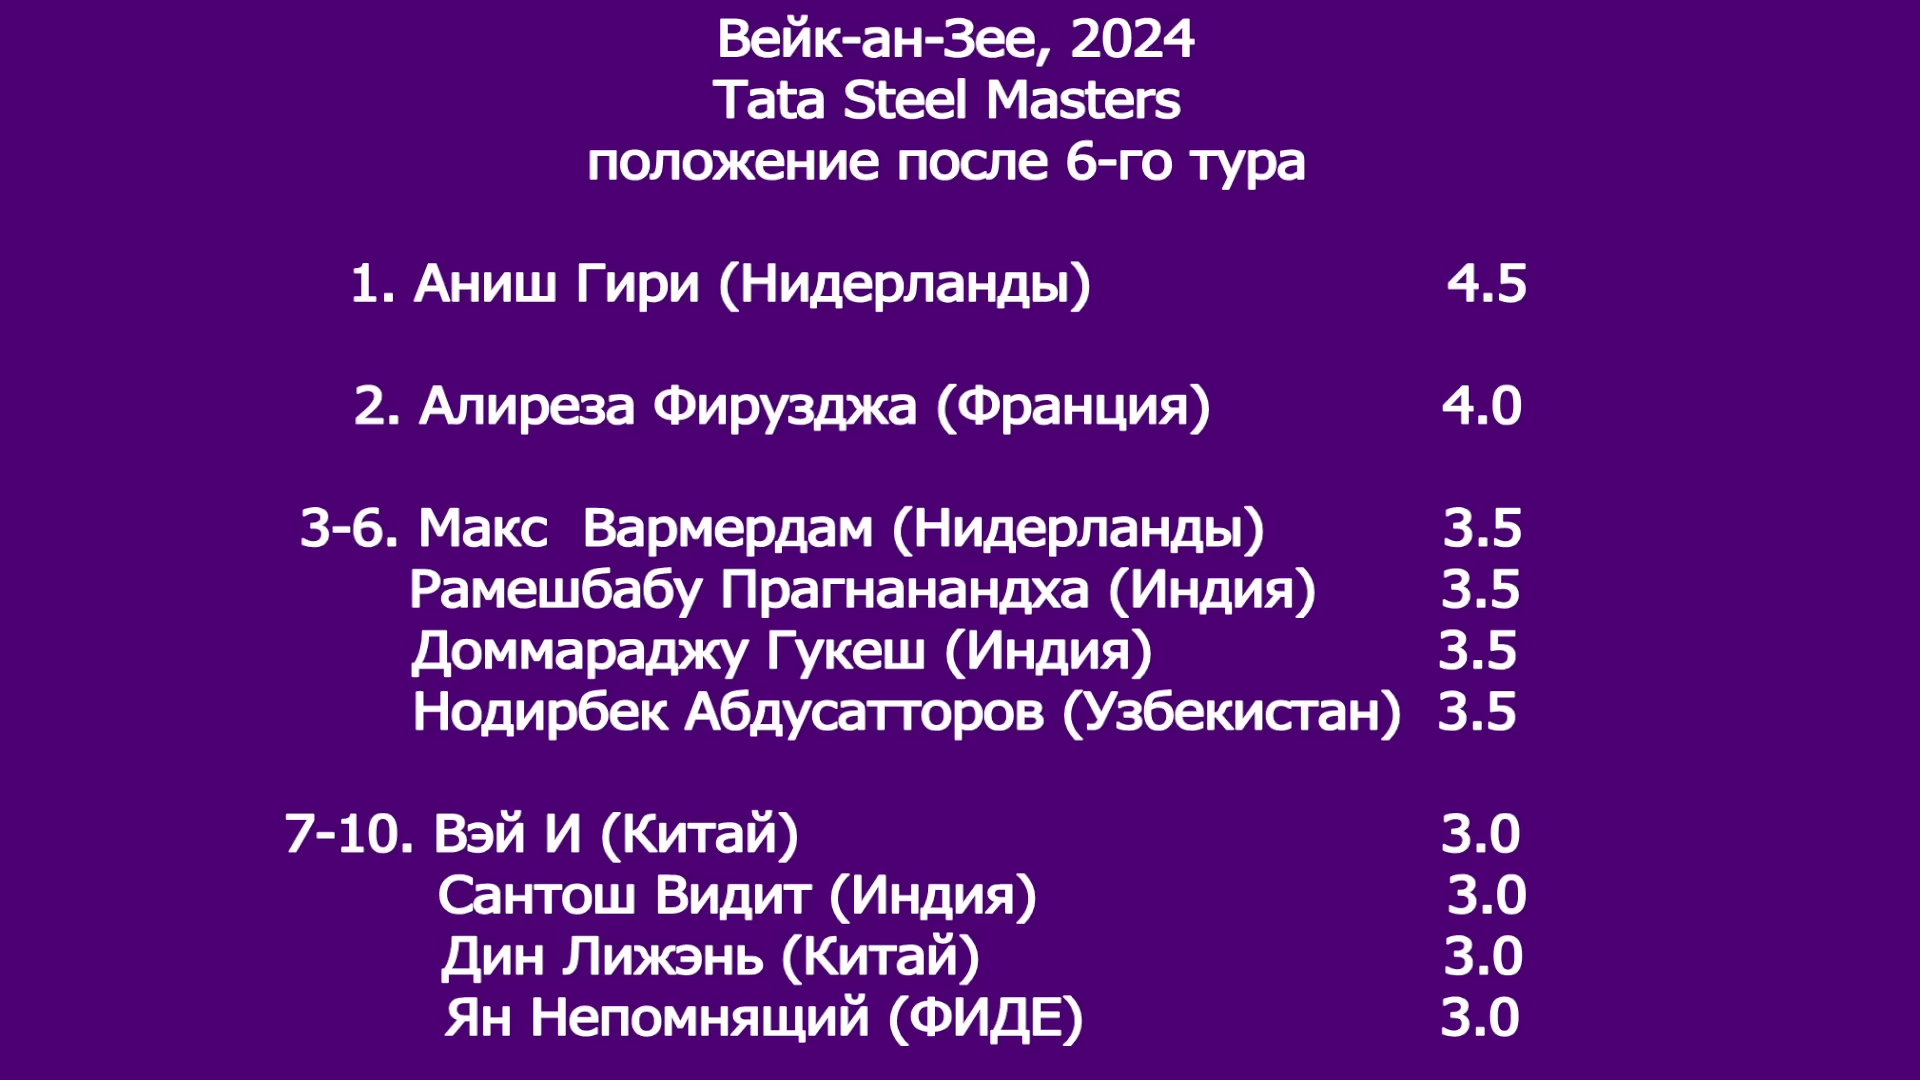 Вейк-ан-Зее, 2024
Tata Steel Masters
положение после 6-го тура
1. Аниш Гири (Нидерланды) 4.5
2. Алиреза Фирузджа (Франция) 4.0
3-6. Макс Вармердам (Нидерланды) 3.5
Рамешбабу Прагнанандха (Индия) 3.5
Доммараджу Гукеш (Индия) 3.5
Нодирбек Абдусатторов (Узбекистан) 3.5
7-10. Вэй И (Китай) 3.0
Сантош Видит (Индия) 3.0
Дин Лижэнь (Китай) 3.0
Ян Непомнящий (ФИДЕ) 3.0